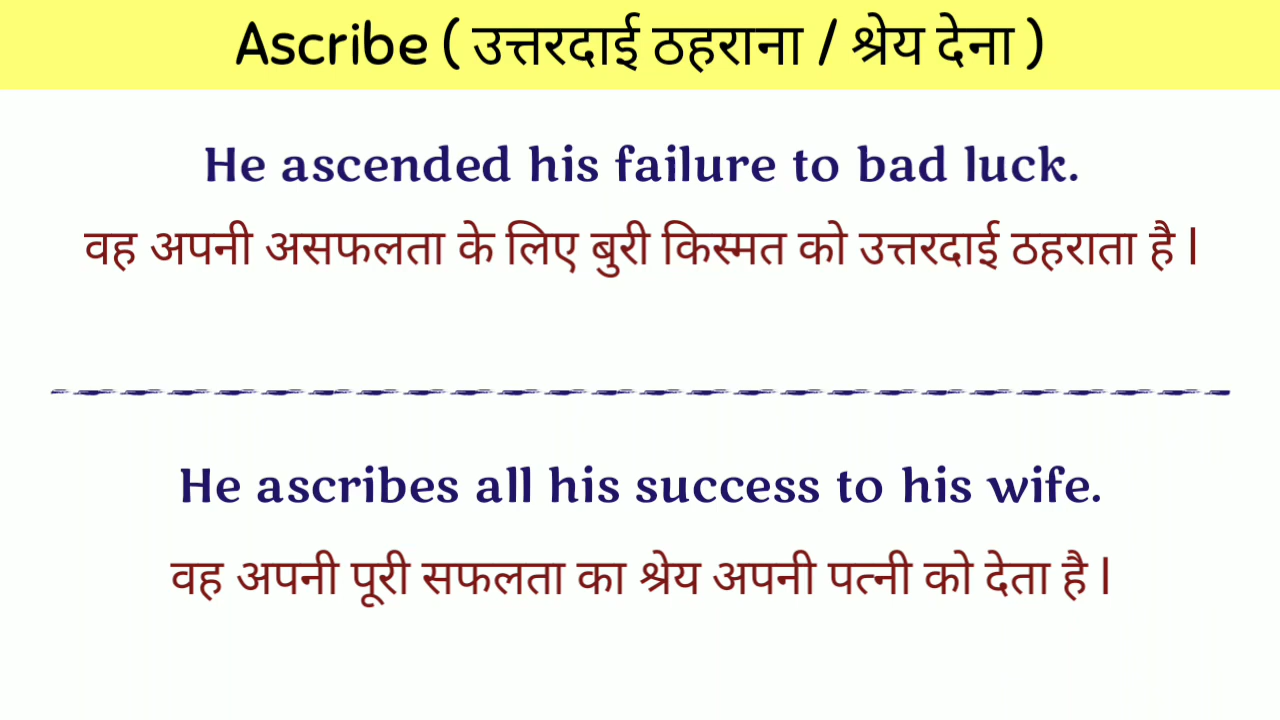 Ascribe ( उत्तरदाई ठहराना / श्रेय देना )
He ascended his failure to bad luck.
वह अपनी असफलता के लिए बुरी किस्मत को उत्तरदाई ठहराता है l
He ascribes all his success to his wife.
वह अपनी पूरी सफलता का श्रेय अपनी पत्नी को देता है l